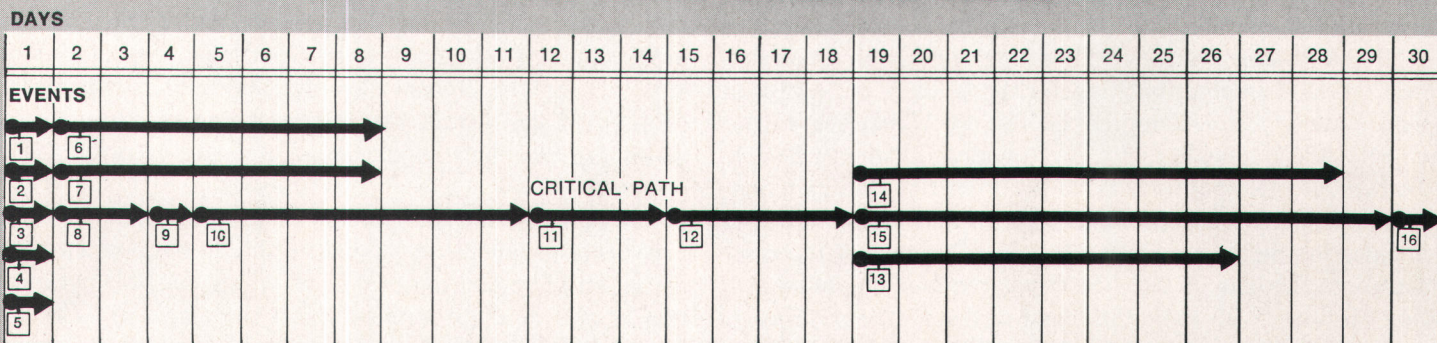 DAYS
1 2 3 4 5 6 7 8 9 10 11 12 13 14 15 16 17 18 19 20 21 22 23 24 25 26 27 28 29 30
EVENTS
1 6
2 7 CRITICAL PATH 14
3 8 9 10 11 12 15 16
4 13
5